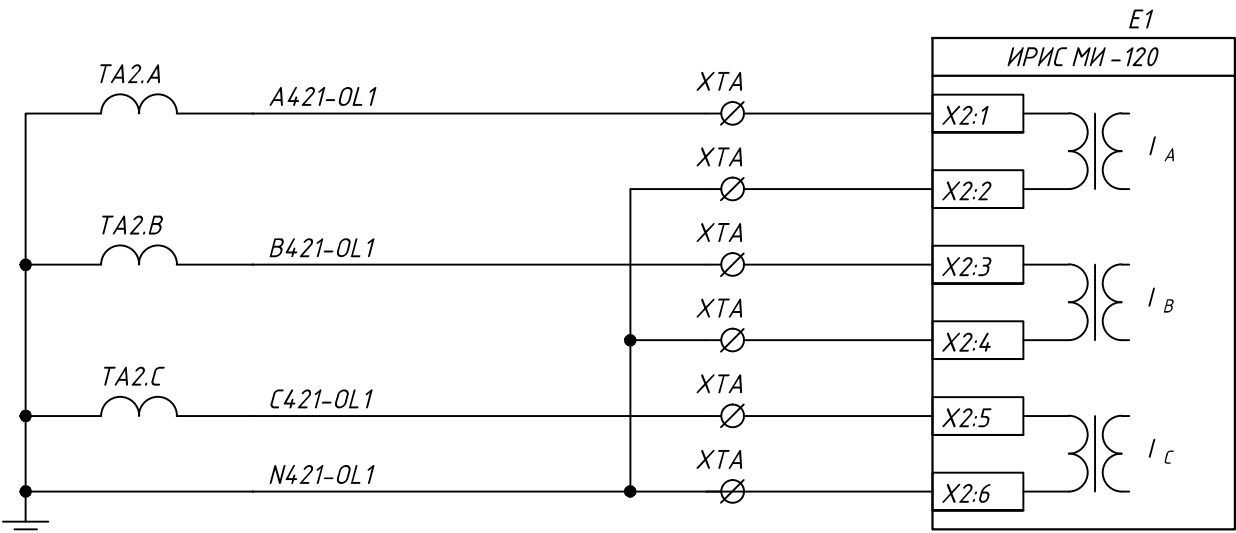 E1
ИРИС МИ-120
TA2.A
A421-OL1
XTA
X2:1
I A
XTA
X2:2
TA2.B
B421-OL1
XTA
X2:3
I B
XTA
X2:4
TA2.C
C421-OL1
XTA
X2:5
I C
N421-OL1
XTA
X2:6